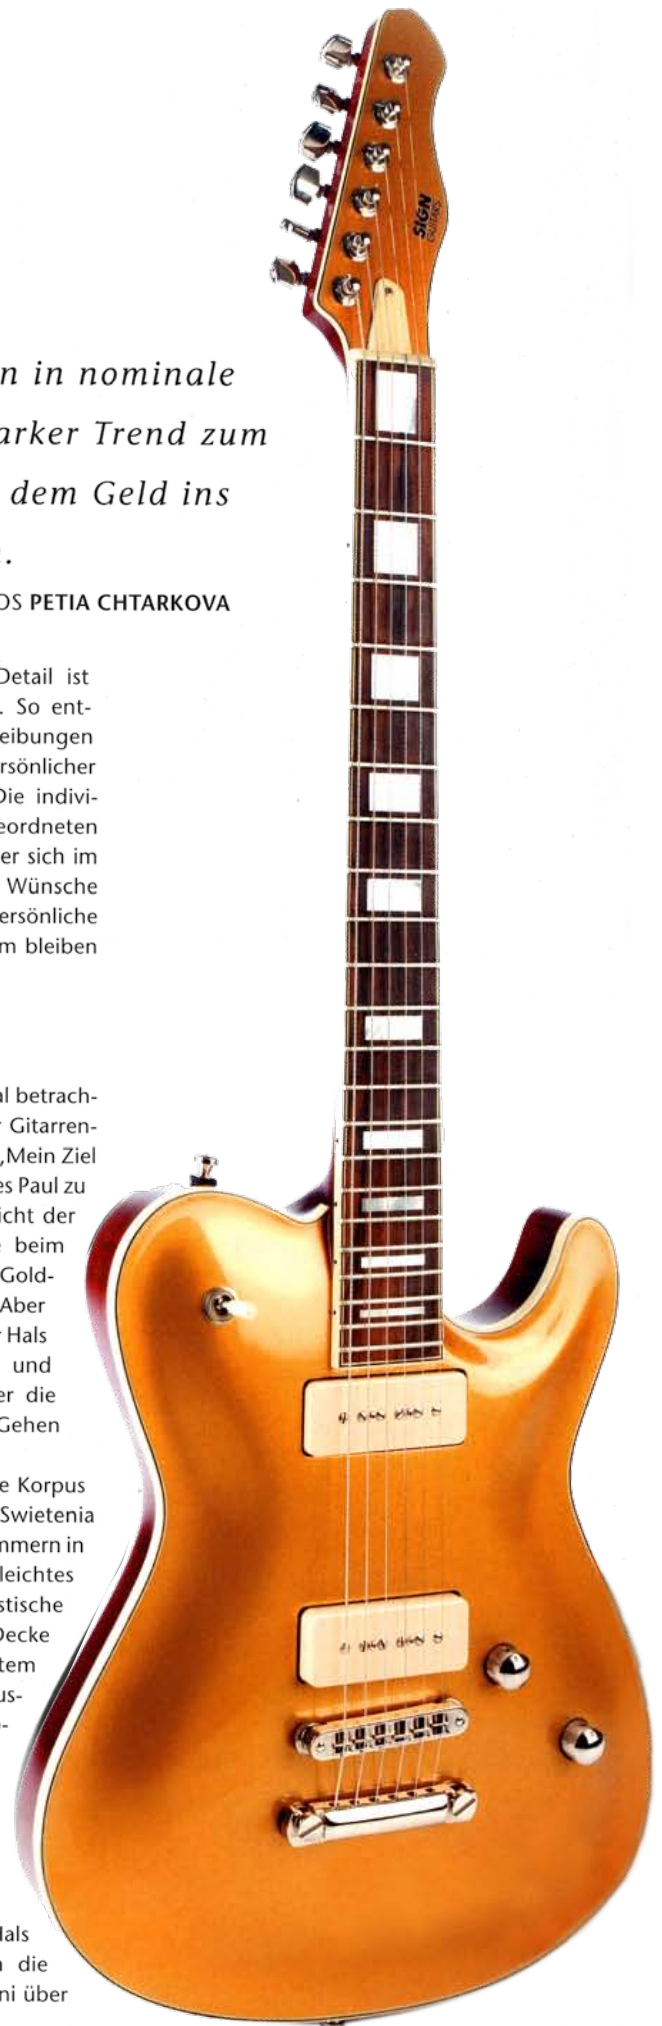 SIGN
GUITARS
n in nominale
arker Trend zum
dem Geld ins
.
OS PETIA CHTARKOVA
Detail ist
. So ent-
eibungen
rsönlicher
Die indivi-
eordneten
er sich im
Wünsche
ersönliche
m bleiben
al betrach-
r Gitarren-
„Mein Ziel
es Paul zu
icht der
e beim
Gold-
Aber
r Hals
und
er die
Gehen
e Korpus
Swietenia
mmern in
leichtes
stische
Decke
tem
us-
-
Hals
n die
ni über